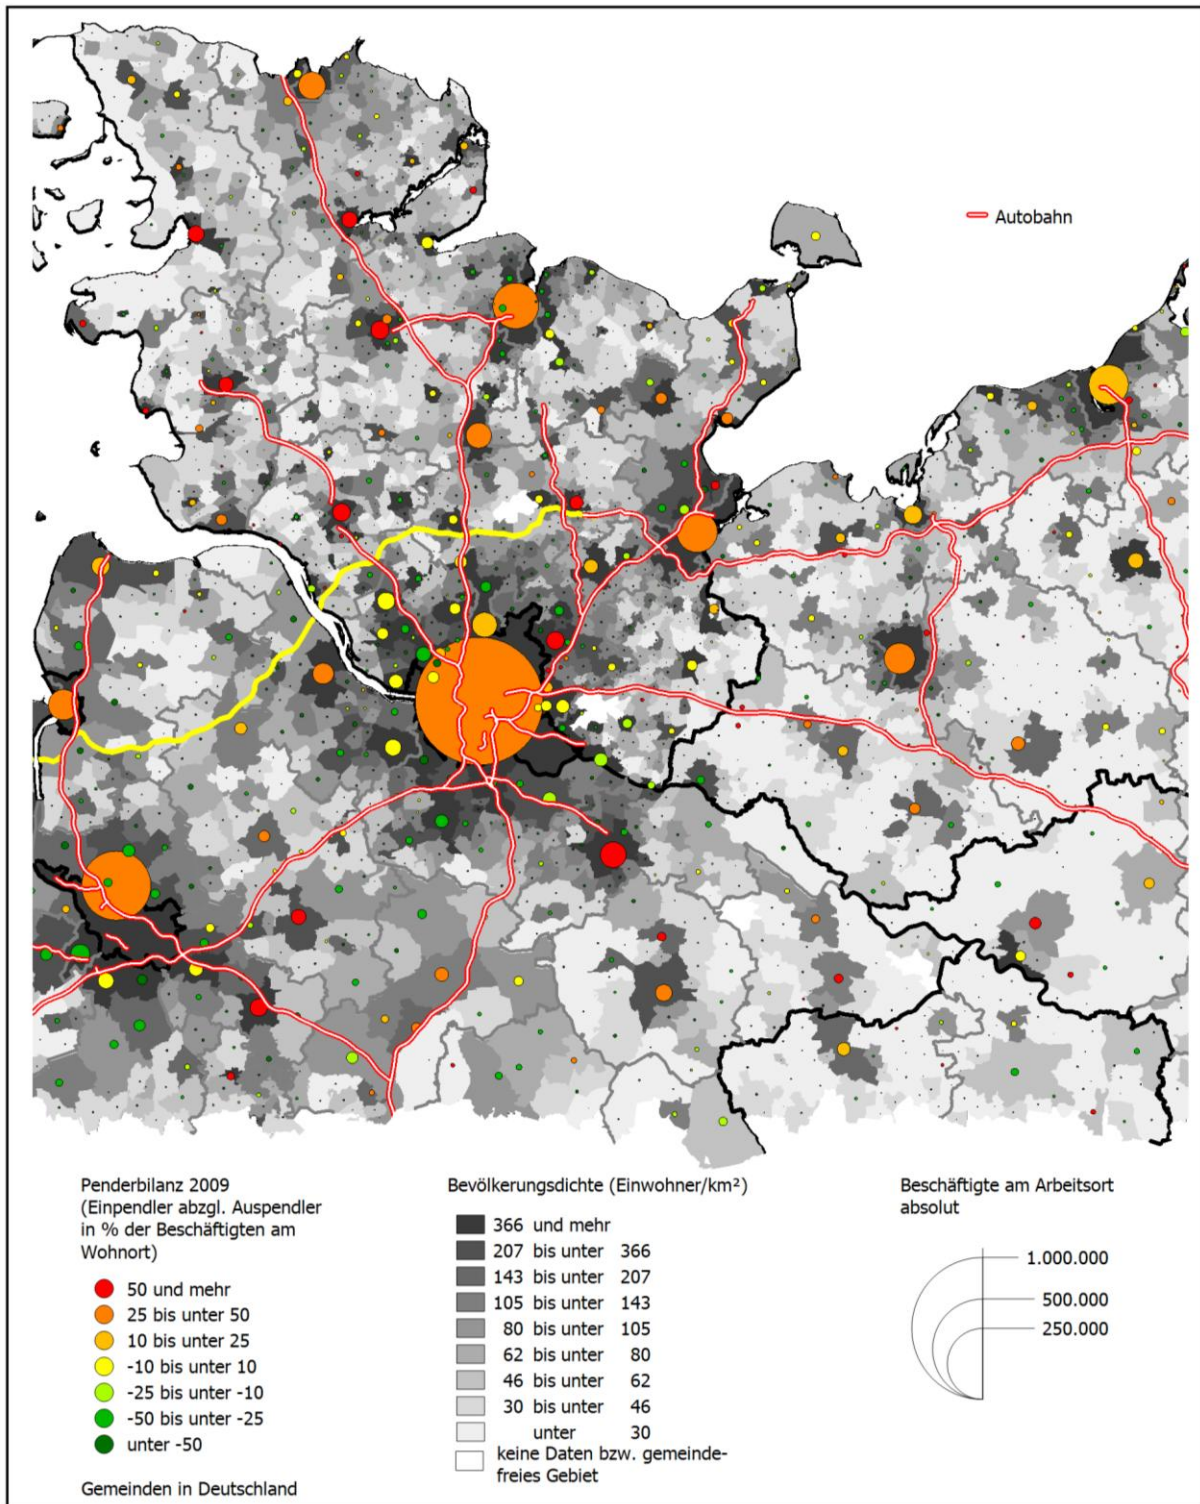 Autobahn
Penderbilanz 2009
(Einpendler abzgl. Auspendler
in % der Beschäftigten am
Wohnort)
50 und mehr
25 bis unter 50
10 bis unter 25
-10 bis unter 10
-25 bis unter -10
-50 bis unter -25
unter -50
Gemeinden in Deutschland
Bevölkerungsdichte (Einwohner/km²)
366 und mehr
207 bis unter 366
143 bis unter 207
105 bis unter 143
80 bis unter 105
62 bis unter 80
46 bis unter 62
30 bis unter 46
unter 30
keine Daten bzw. gemeinde-
freies Gebiet
Beschäftigte am Arbeitsort
absolut
1.000.000
500.000
250.000